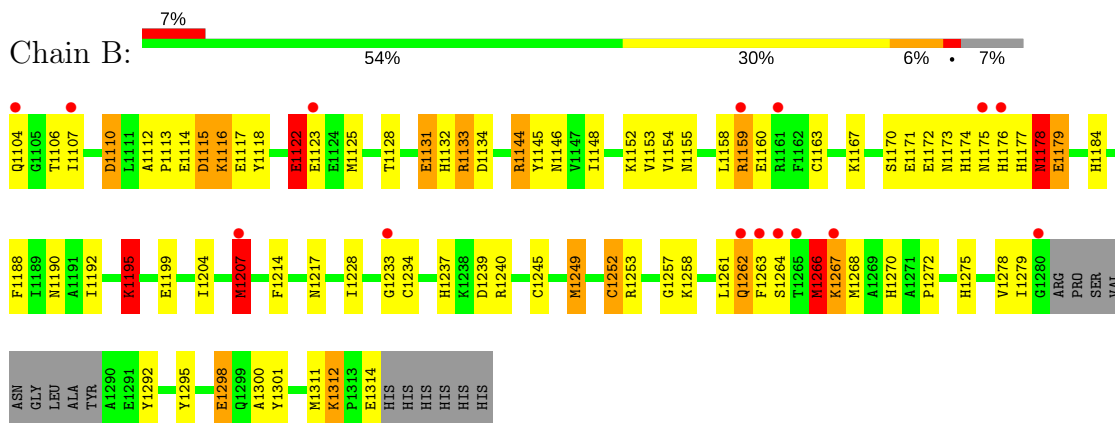 7%
Chain B:
54% 30% 6% • 7%
Q1104 G1105 T1106 I1107 D1110 L1111 A1112 P1113 E1114 D1115 K1116 E1117 Y1118 E1122 E1123 E1124 M1125 T1128 E1131 H1132 R1133 D1134 R1144 Y1145 N1146 V1147 I1148 K1152 V1153 V1154 N1155 L1158 R1159 E1160 R1161 F1162 C1163 K1167 S1170 E1171 E1172 N1173 H1174 N1175 H1176 H1177 N1178 E1179 H1184
F1188 I1189 N1190 A1191 I1192 K1195 E1199 I1204 M1207 F1214 N1217 I1228 G1233 C1234 H1237 K1238 D1239 R1240 C1245 M1249 C1252 R1253 G1257 K1258 L1261 Q1262 F1263 S1264 T1265 M1266 K1267 M1268 A1269 H1270 A1271 P1272 H1275 V1278 I1279 G1280 ARG PRO SER VAL
ASN GLY LEU ALA TYR A1290 E1291 Y1292 Y1295 E1298 Q1299 A1300 Y1301 M1311 K1312 P1313 E1314 HIS HIS HIS HIS HIS HIS